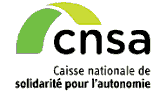 cnsa
Caisse nationale de
solidarité pour l'autonomie